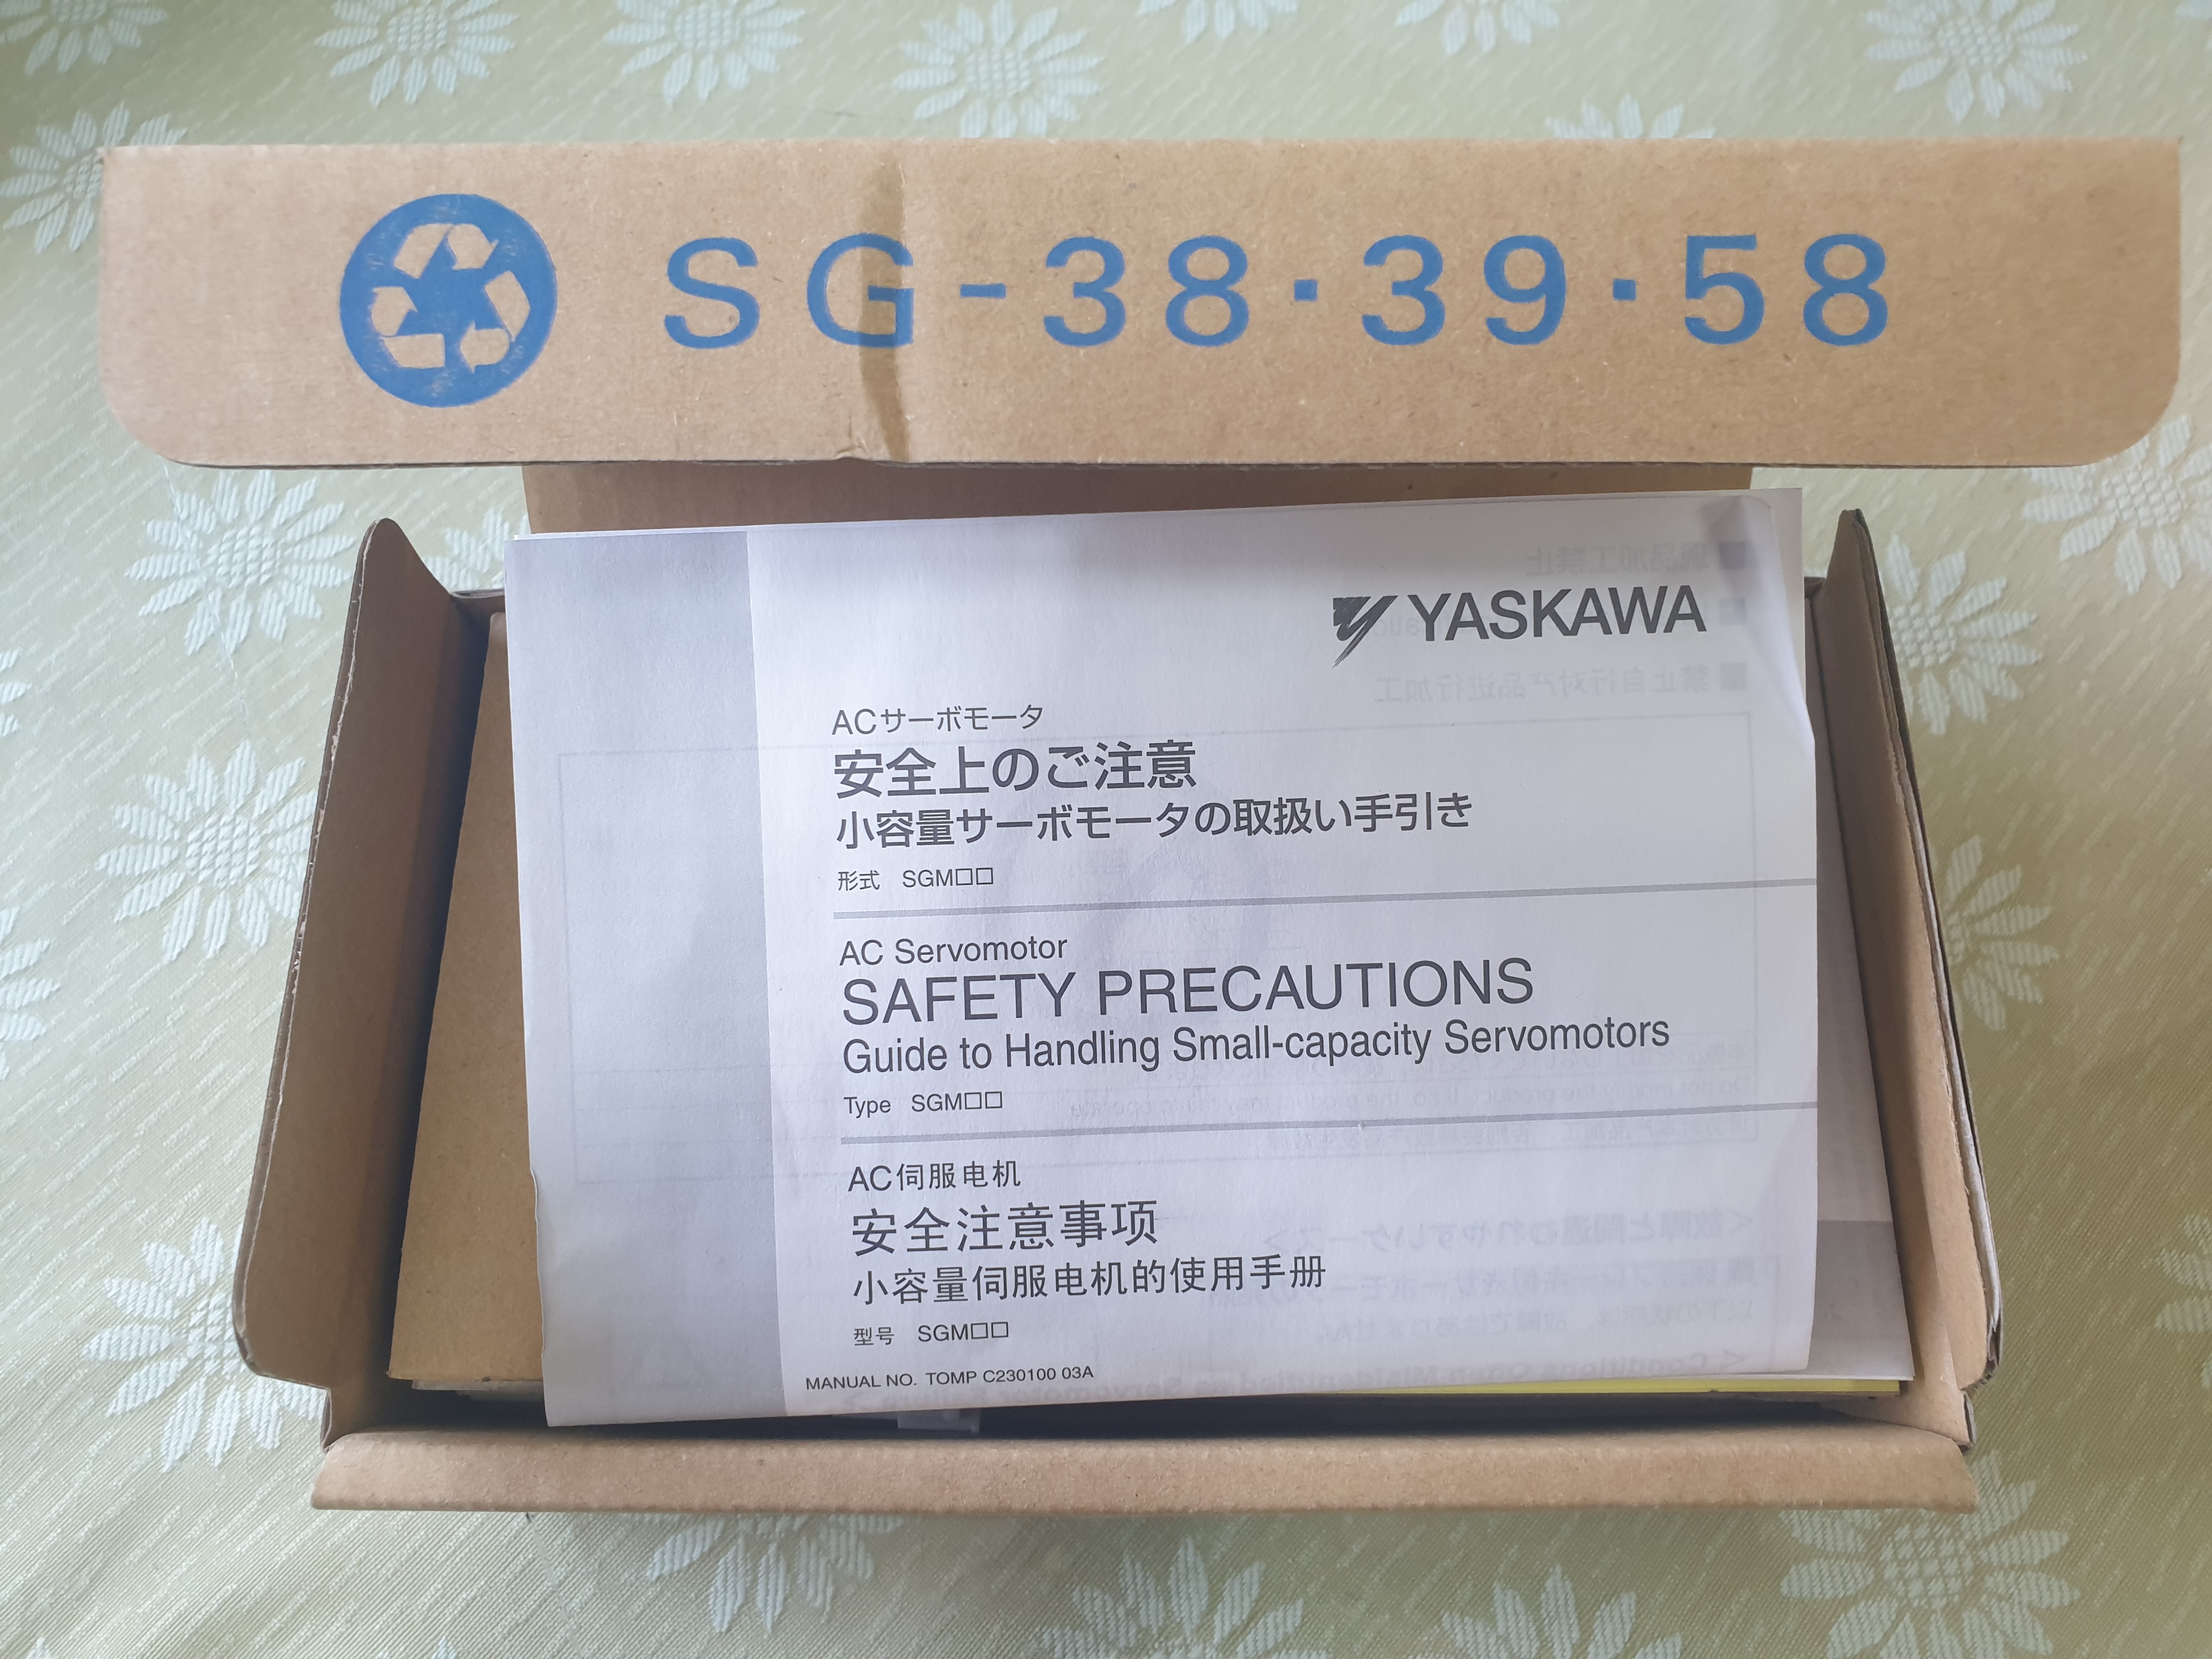 SG-38·39·58
YASKAWA
ACサーボモータ
安全上のご注意
小容量サーボモータの取扱い手引き
形式 SGM□□
AC Servomotor
SAFETY PRECAUTIONS
Guide to Handling Small-capacity Servomotors
Type SGM□□
AC伺服电机
安全注意事项
小容量伺服电机的使用手册
型号 SGM□□
MANUAL NO. TOMP C230100 03A